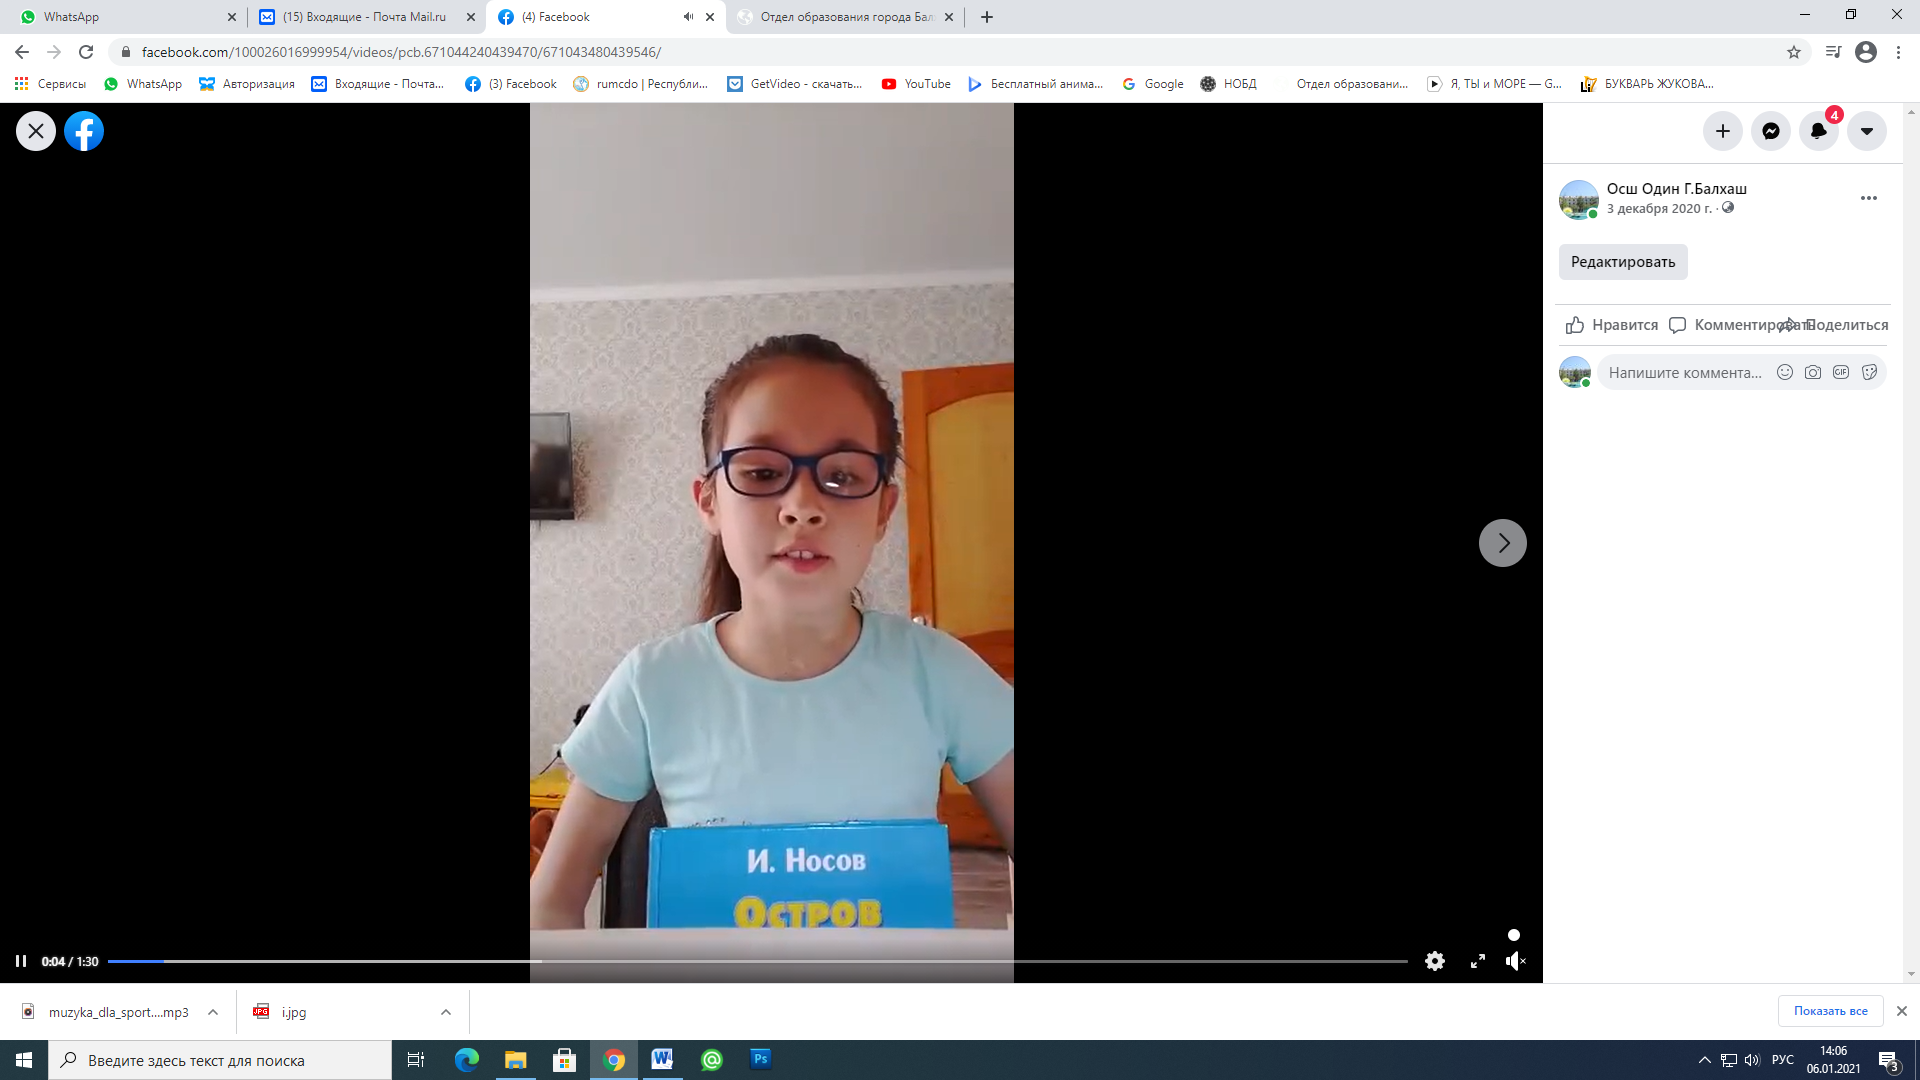 WhatsApp
(15) Входящие - Почта Mail.ru
(4) Facebook
Отдел образования города Бал
facebook.com/100026016999954/videos/pcb.671044240439470/671043480439546/
Сервисы
WhatsApp
Авторизация
Входящие - Почта...
(3) Facebook
rumcdo | Республи...
GetVideo - скачать...
YouTube
Бесплатный анима...
Google
НОБД
Отдел образовани...
Я, ТЫ и МОРЕ — G...
БУКВАРЬ ЖУКОВА...
4
Осш Один Г.Балхаш
3 декабря 2020 г. ·
Редактировать
Нравится
Комментировать
Поделиться
Напишите коммента...
GIF
И. Носов
Остров
0:04 / 1:30
muzyka_dla_sport....mp3
JPG
i.jpg
Показать все
Введите здесь текст для поиска
W
Ps
РУС
14:06
06.01.2021
3